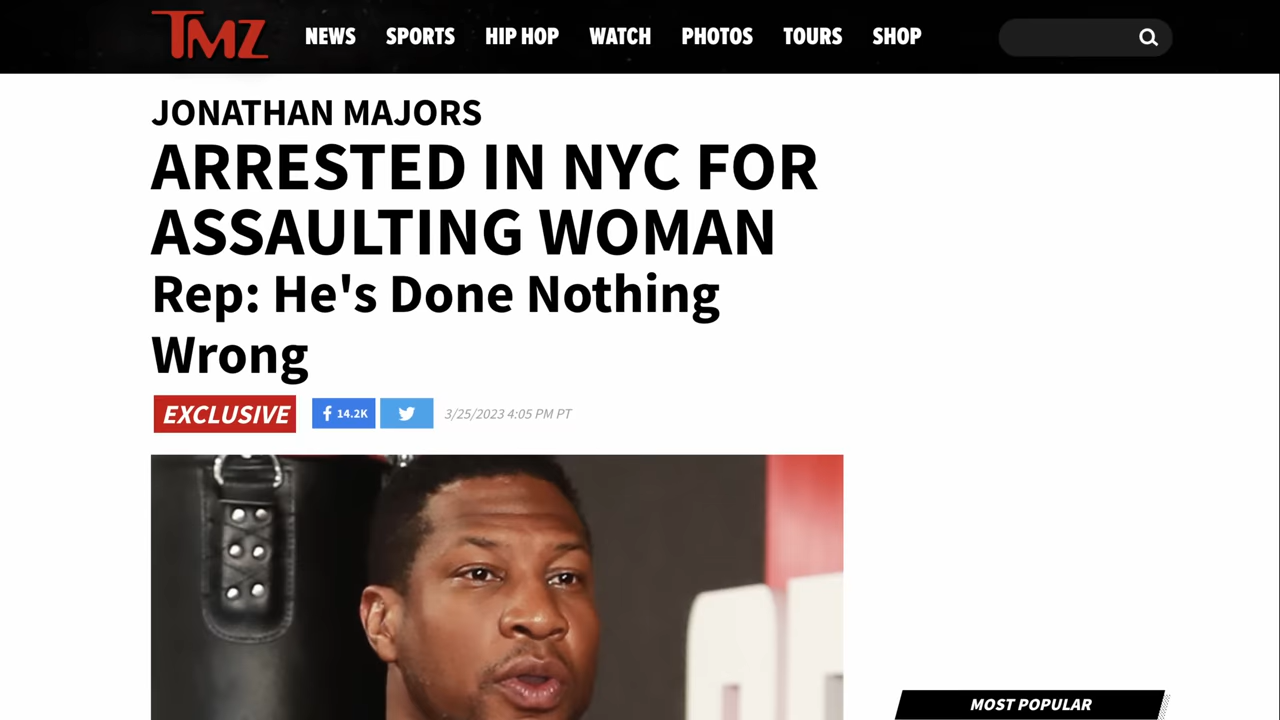 TMZ
NEWS SPORTS HIP HOP WATCH PHOTOS TOURS SHOP
JONATHAN MAJORS
ARRESTED IN NYC FOR
ASSAULTING WOMAN
Rep: He's Done Nothing
Wrong
EXCLUSIVE f 14.2K 3/25/2023 4:05 PM PT
MOST POPULAR